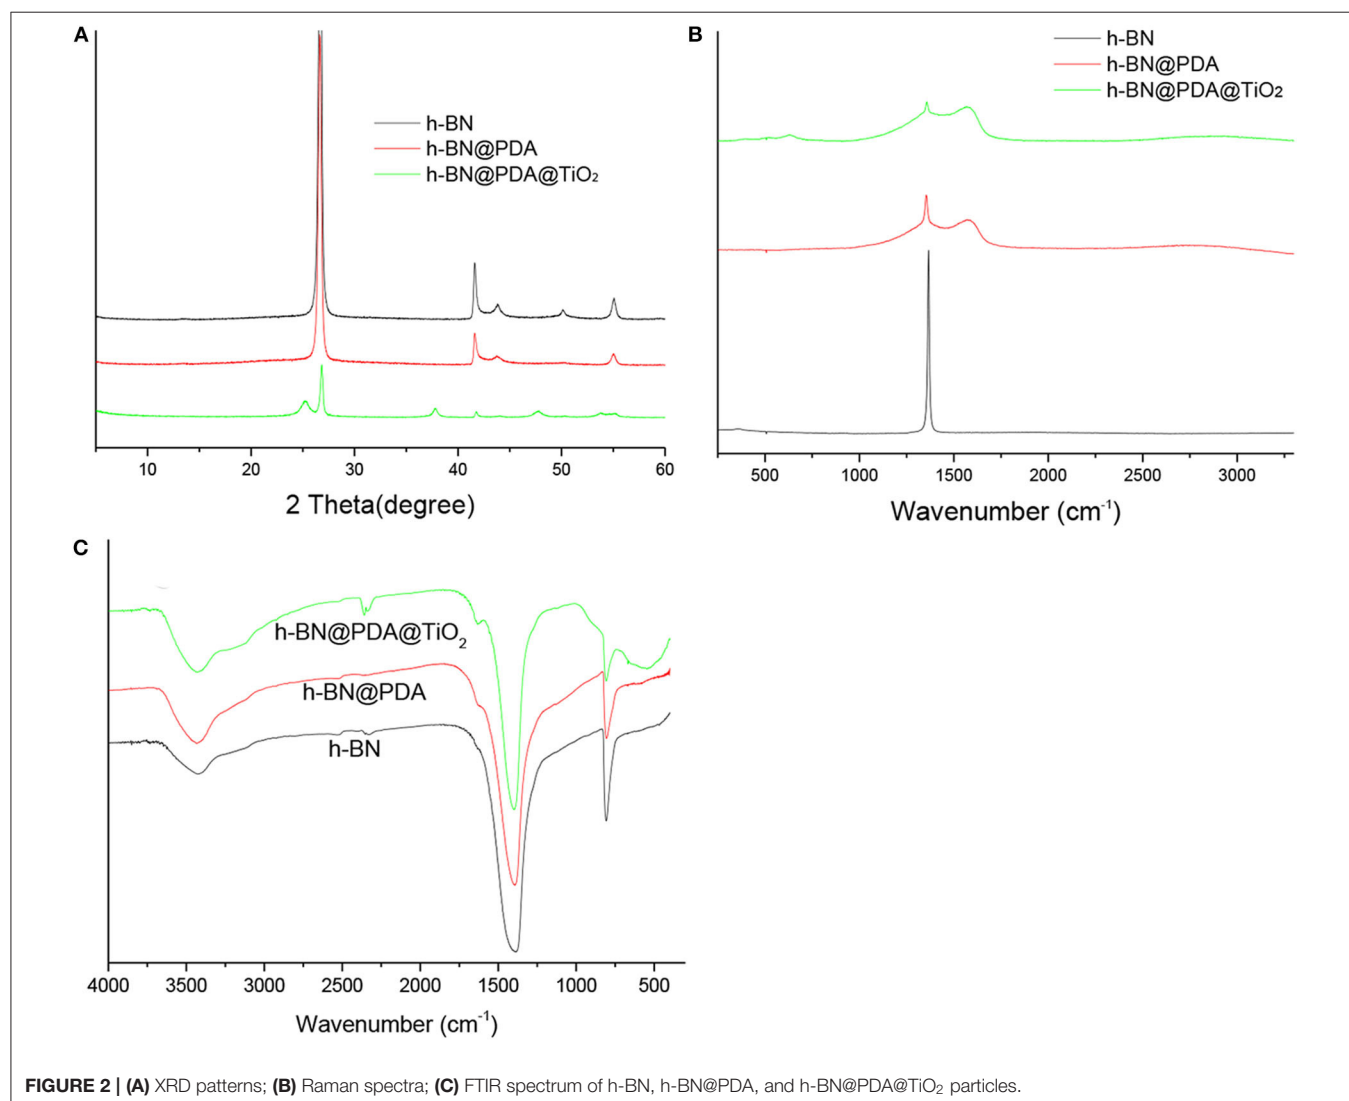 A
h-BN
h-BN@PDA
h-BN@PDA@TiO₂
10 20 30 40 50 60
2 Theta(degree)
B
h-BN
h-BN@PDA
h-BN@PDA@TiO₂
500 1000 1500 2000 2500 3000
Wavenumber (cm⁻¹)
C
h-BN@PDA@TiO₂
h-BN@PDA
h-BN
4000 3500 3000 2500 2000 1500 1000 500
Wavenumber (cm⁻¹)
FIGURE 2 | (A) XRD patterns; (B) Raman spectra; (C) FTIR spectrum of h-BN, h-BN@PDA, and h-BN@PDA@TiO₂ particles.